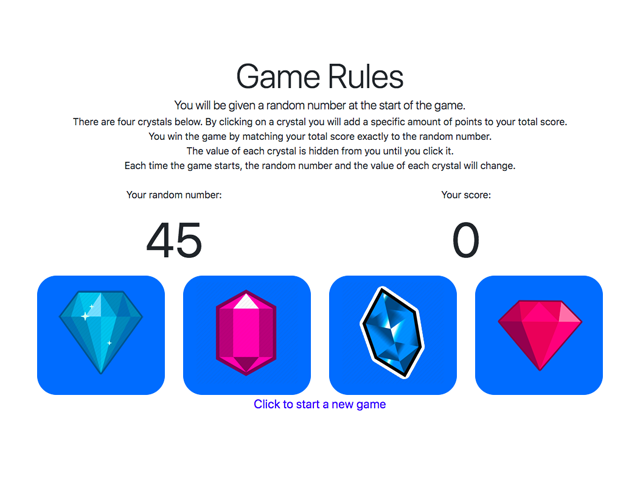 Game Rules
You will be given a random number at the start of the game.
There are four crystals below. By clicking on a crystal you will add a specific amount of points to your total score.
You win the game by matching your total score exactly to the random number.
The value of each crystal is hidden from you until you click it.
Each time the game starts, the random number and the value of each crystal will change.
Your random number:
Your score:
45
0
Click to start a new game